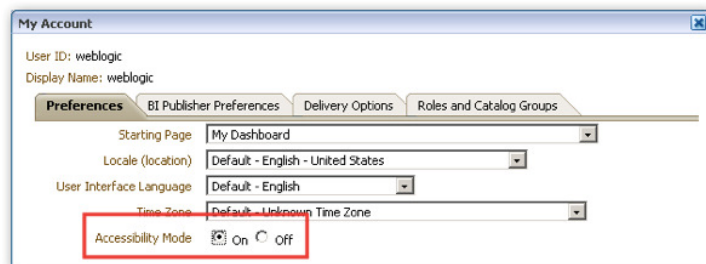 My Account
User ID: weblogic
Display Name: weblogic
Preferences BI Publisher Preferences Delivery Options Roles and Catalog Groups
Starting Page My Dashboard
Locale (location) Default - English - United States
User Interface Language Default - English
Time Zone Default - Unknown Time Zone
Accessibility Mode On Off